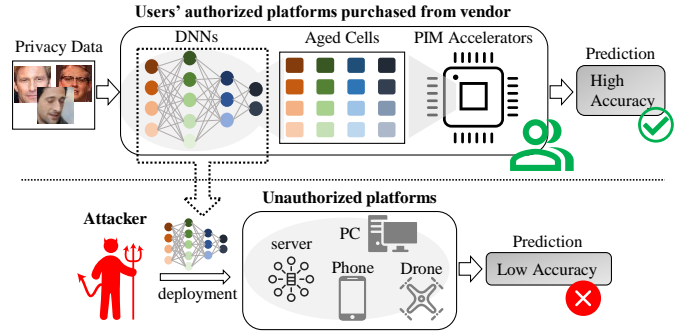 Users' authorized platforms purchased from vendor
Privacy Data
DNNs
Aged Cells
PIM Accelerators
Prediction
High
Accuracy
Unauthorized platforms
Attacker
deployment
server
PC
Phone
Drone
Prediction
Low Accuracy